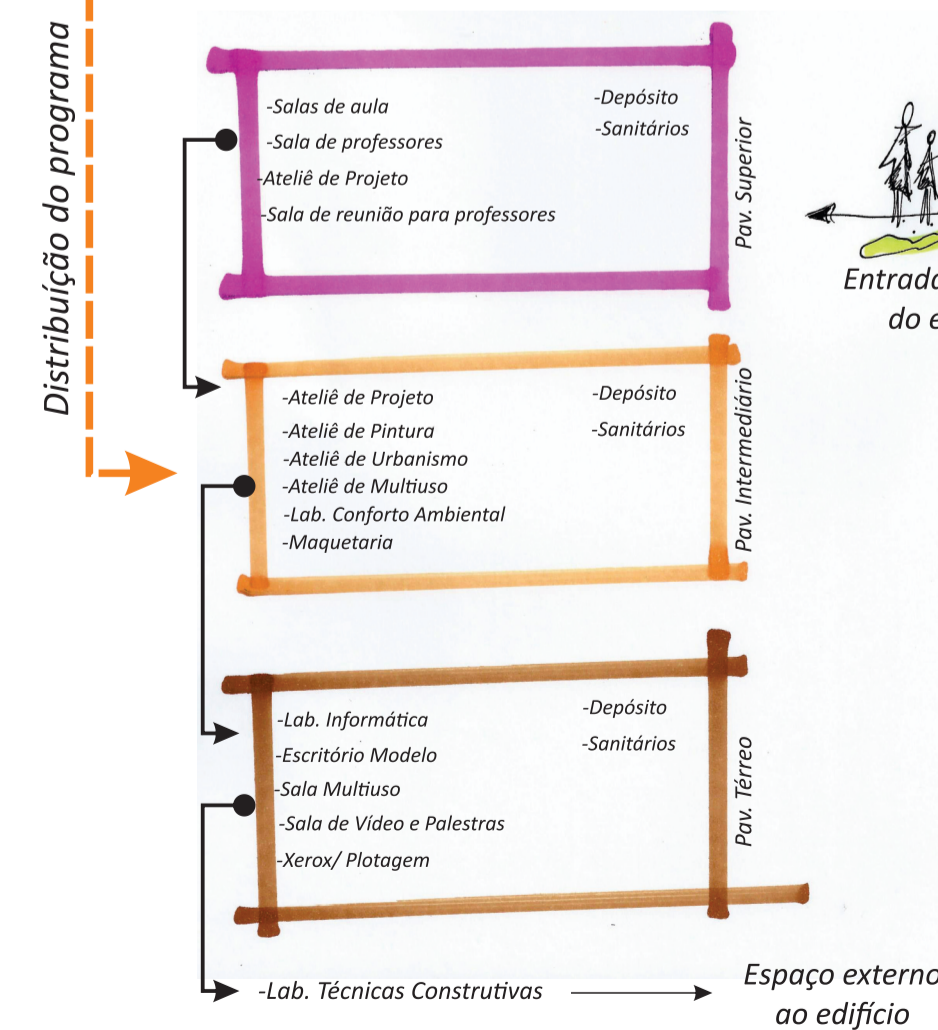 Distribuíção do programa
-Salas de aula
-Sala de professores
-Ateliê de Projeto
-Sala de reunião para professores
-Depósito
-Sanitários
Pav. Superior
Entrada
do e
-Ateliê de Projeto
-Ateliê de Pintura
-Ateliê de Urbanismo
-Ateliê de Multiuso
-Lab. Conforto Ambiental
-Maquetaria
-Depósito
-Sanitários
Pav. Intermediário
-Lab. Informática
-Escritório Modelo
-Sala Multiuso
-Sala de Vídeo e Palestras
-Xerox/ Plotagem
-Depósito
-Sanitários
Pav. Térreo
-Lab. Técnicas Construtivas
Espaço externo
ao edifício